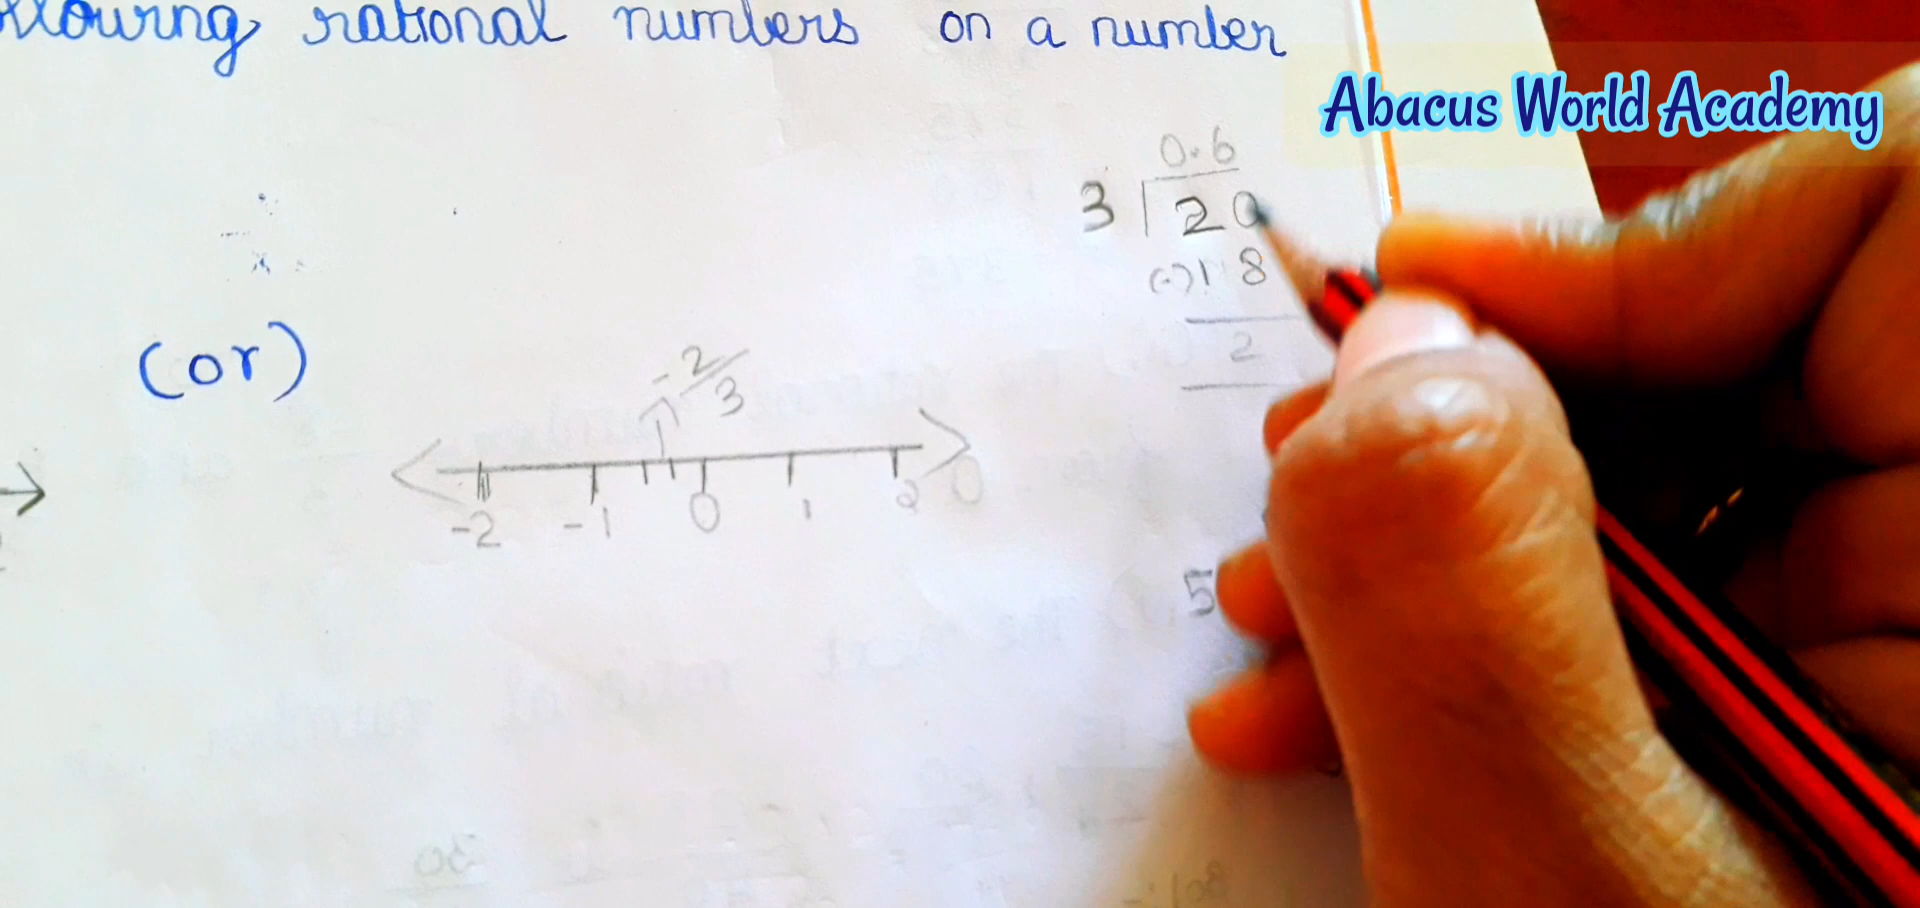 rational numbers on a number
Abacus World Academy
0.6
3 20
(-) 18
2
(or)
-2/3
-2 -1 0 1 2
5